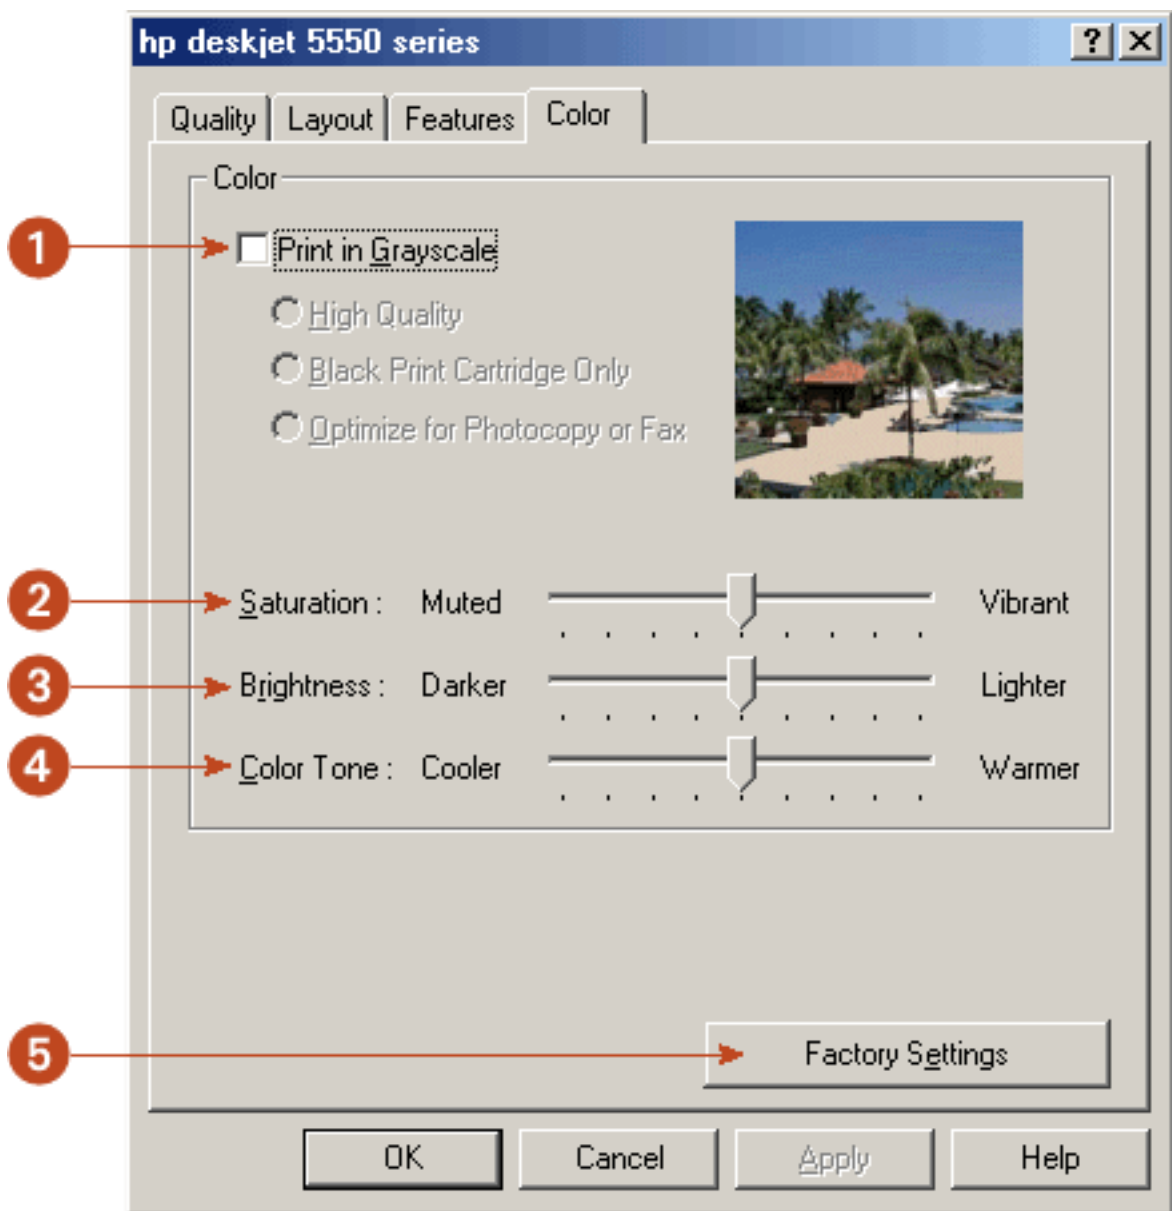 hp deskjet 5550 series
Quality Layout Features Color
Color
1 Print in Grayscale
High Quality
Black Print Cartridge Only
Optimize for Photocopy or Fax
2 Saturation : Muted Vibrant
3 Brightness : Darker Lighter
4 Color Tone : Cooler Warmer
5 Factory Settings
OK Cancel Apply Help